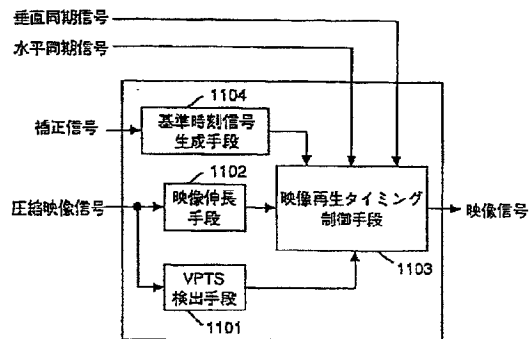 垂直同期信号
水平同期信号
1104
補正信号
基準時刻信号
生成手段
1102
圧縮映像信号
映像伸長
手段
映像再生タイミング
制御手段
映像信号
1103
VPTS
検出手段
1101